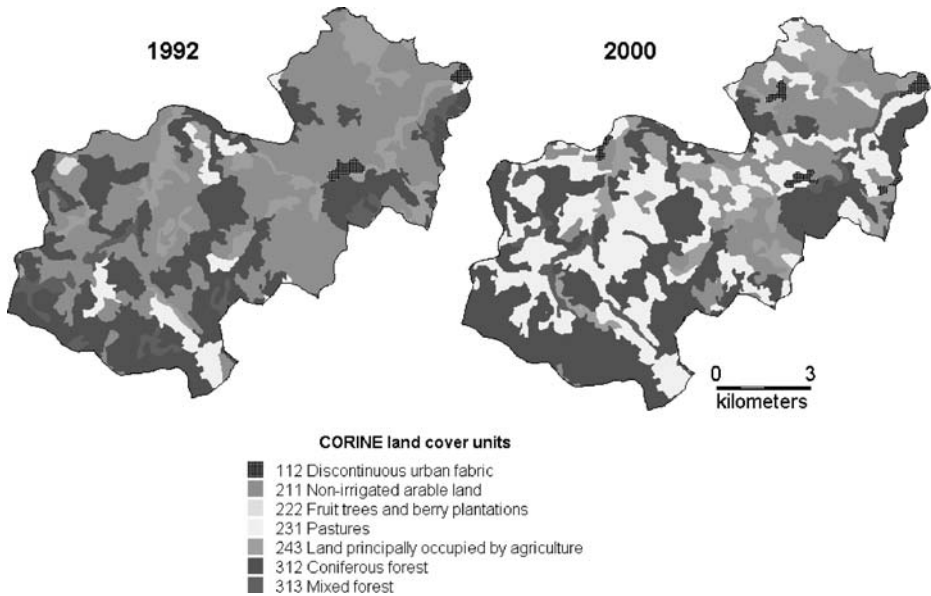 1992
2000
0 3
kilometers
CORINE land cover units
112 Discontinuous urban fabric
211 Non-irrigated arable land
222 Fruit trees and berry plantations
231 Pastures
243 Land principally occupied by agriculture
312 Coniferous forest
313 Mixed forest